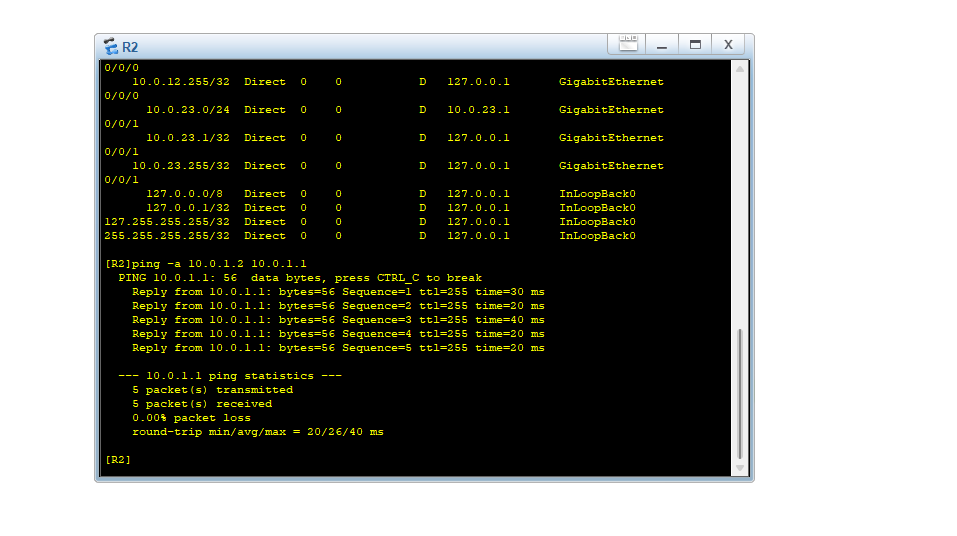 R2
0/0/0
10.0.12.255/32 Direct 0 0 D 127.0.0.1 GigabitEthernet
0/0/0
10.0.23.0/24 Direct 0 0 D 10.0.23.1 GigabitEthernet
0/0/1
10.0.23.1/32 Direct 0 0 D 127.0.0.1 GigabitEthernet
0/0/1
10.0.23.255/32 Direct 0 0 D 127.0.0.1 GigabitEthernet
0/0/1
127.0.0.0/8 Direct 0 0 D 127.0.0.1 InLoopBack0
127.0.0.1/32 Direct 0 0 D 127.0.0.1 InLoopBack0
127.255.255.255/32 Direct 0 0 D 127.0.0.1 InLoopBack0
255.255.255.255/32 Direct 0 0 D 127.0.0.1 InLoopBack0
[R2]ping -a 10.0.1.2 10.0.1.1
PING 10.0.1.1: 56 data bytes, press CTRL_C to break
Reply from 10.0.1.1: bytes=56 Sequence=1 ttl=255 time=30 ms
Reply from 10.0.1.1: bytes=56 Sequence=2 ttl=255 time=20 ms
Reply from 10.0.1.1: bytes=56 Sequence=3 ttl=255 time=40 ms
Reply from 10.0.1.1: bytes=56 Sequence=4 ttl=255 time=20 ms
Reply from 10.0.1.1: bytes=56 Sequence=5 ttl=255 time=20 ms
--- 10.0.1.1 ping statistics ---
5 packet(s) transmitted
5 packet(s) received
0.00% packet loss
round-trip min/avg/max = 20/26/40 ms
[R2]